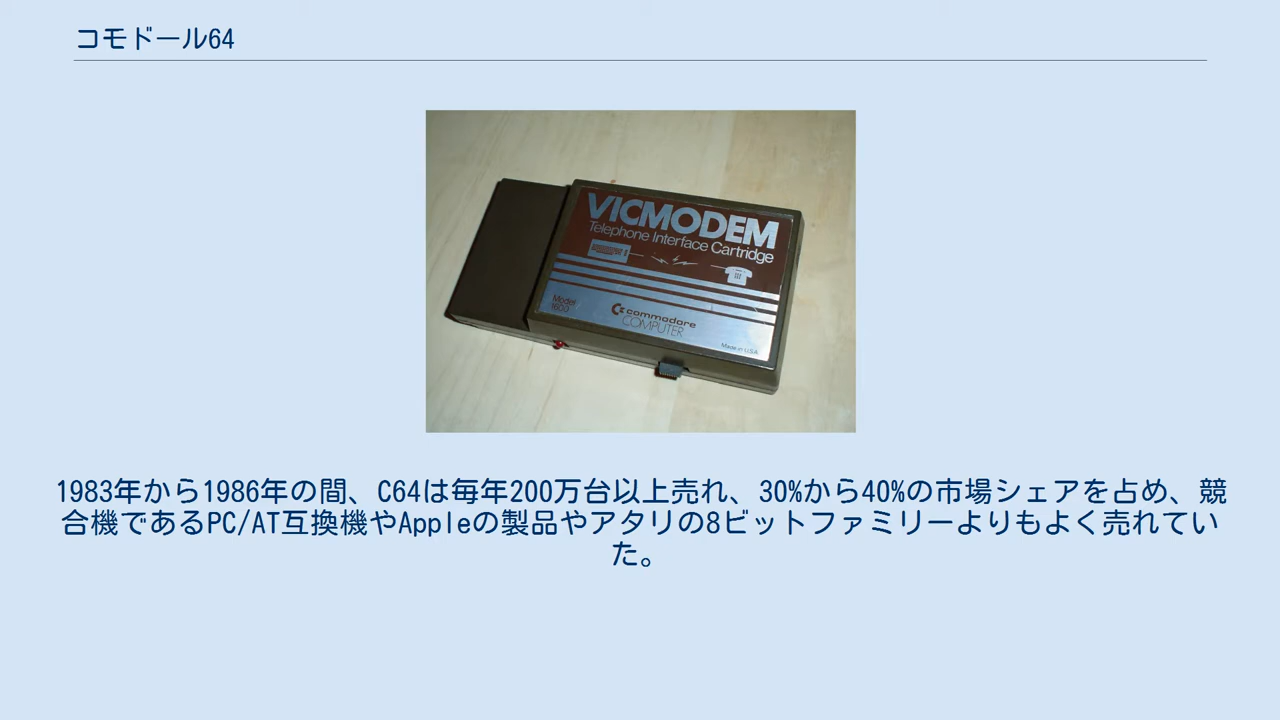 コモドール64
VICMODEM
Telephone Interface Cartridge
Model
1600
commodore
COMPUTER
Made in U.S.A.
1983年から1986年の間、C64は毎年200万台以上売れ、30%から40%の市場シェアを占め、競
合機であるPC/AT互換機やAppleの製品やアタリの8ビットファミリーよりもよく売れてい
た。